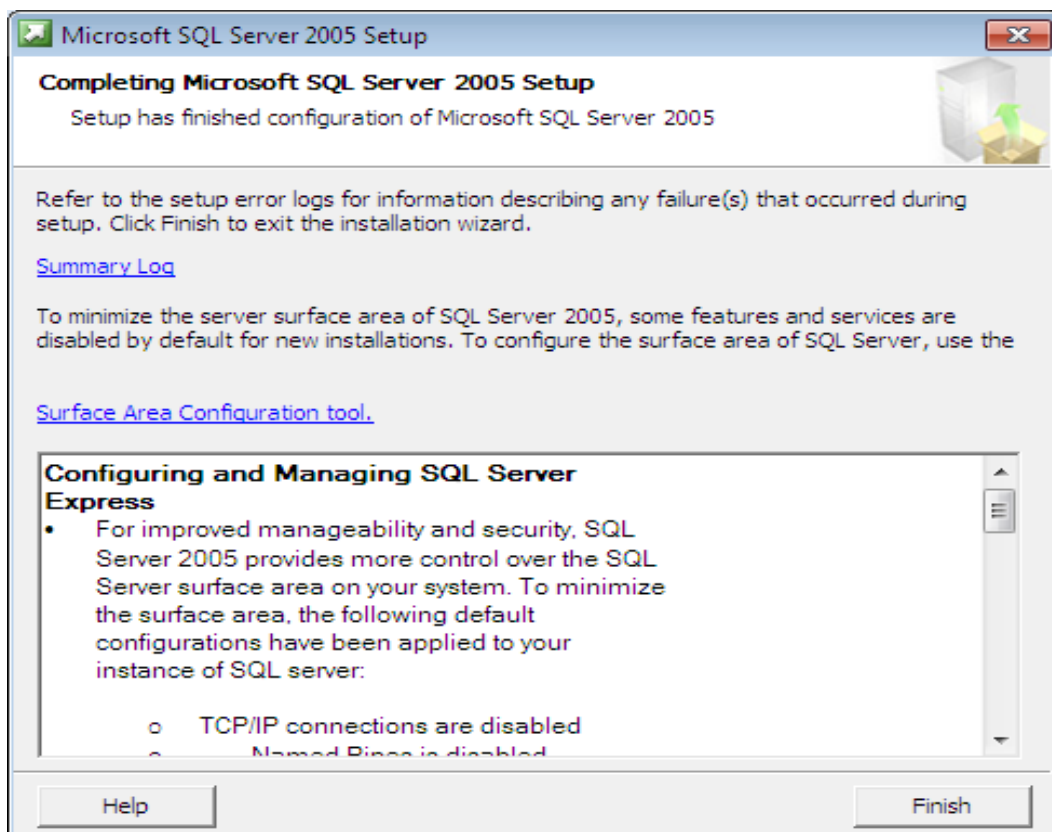 Microsoft SQL Server 2005 Setup
Completing Microsoft SQL Server 2005 Setup
Setup has finished configuration of Microsoft SQL Server 2005
Refer to the setup error logs for information describing any failure(s) that occurred during
setup. Click Finish to exit the installation wizard.
Summary Log
To minimize the server surface area of SQL Server 2005, some features and services are
disabled by default for new installations. To configure the surface area of SQL Server, use the
Surface Area Configuration tool.
Configuring and Managing SQL Server
Express
• For improved manageability and security, SQL
Server 2005 provides more control over the SQL
Server surface area on your system. To minimize
the surface area, the following default
configurations have been applied to your
instance of SQL server:
o TCP/IP connections are disabled
o Named Pipes is disabled
Help
Finish